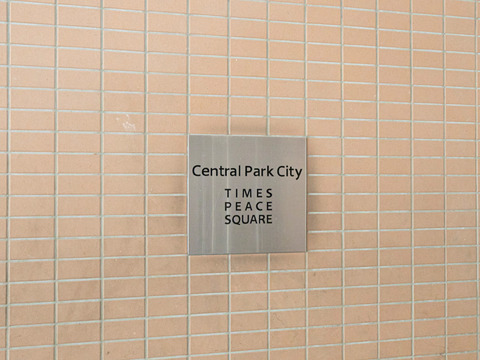 Central Park City
TIMES
PEACE
SQUARE